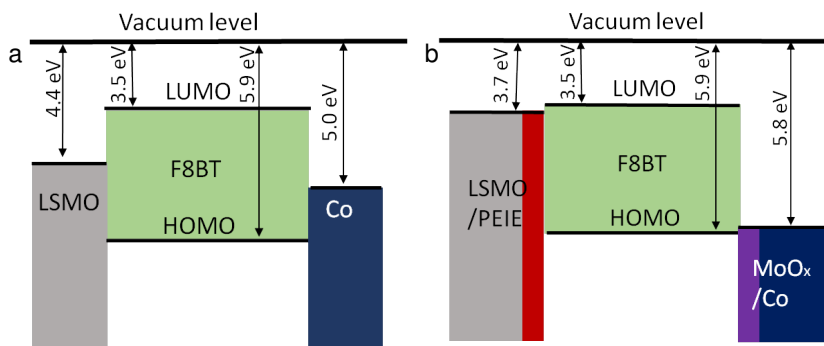 Vacuum level
a
4.4 eV
3.5 eV
5.9 eV
5.0 eV
LUMO
F8BT
HOMO
LSMO
Co
Vacuum level
b
3.7 eV
3.5 eV
5.9 eV
5.8 eV
LUMO
F8BT
HOMO
LSMO
/PEIE
MoOₓ
/Co